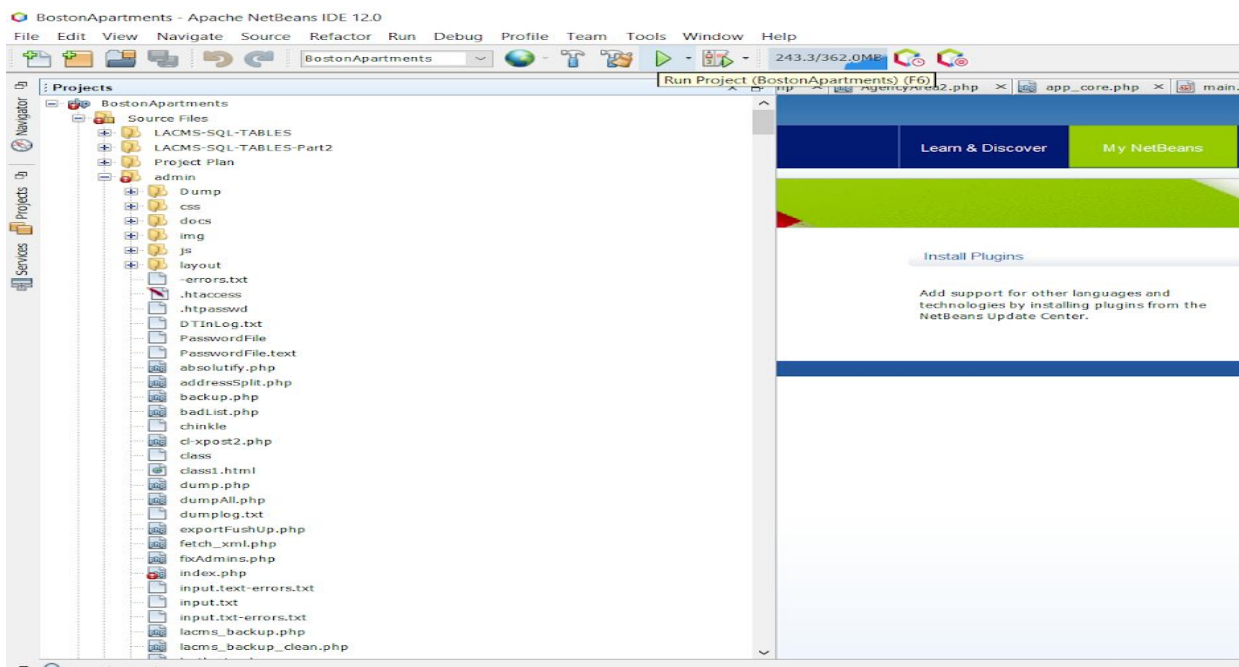 BostonApartments - Apache NetBeans IDE 12.0
File Edit View Navigate Source Refactor Run Debug Profile Team Tools Window Help
BostonApartments
243.3/362.0MB
Run Project (BostonApartments) (F6)
Projects
AgencyArea2.php
app_core.php
main.
Navigator
Projects
Services
BostonApartments
Source Files
LACMS-SQL-TABLES
LACMS-SQL-TABLES-Part2
Project Plan
admin
Dump
css
docs
img
js
layout
-errors.txt
.htaccess
.htpasswd
DTInLog.txt
PasswordFile
PasswordFile.text
absolutify.php
addressSplit.php
backup.php
badList.php
chinkle
cl-xpost2.php
class
class1.html
dump.php
dumpAll.php
dumplog.txt
exportFushUp.php
fetch_xml.php
fixAdmins.php
index.php
input.text-errors.txt
input.txt
input.txt-errors.txt
lacms_backup.php
lacms_backup_clean.php
Learn & Discover
My NetBeans
Install Plugins
Add support for other languages and
technologies by installing plugins from the
NetBeans Update Center.